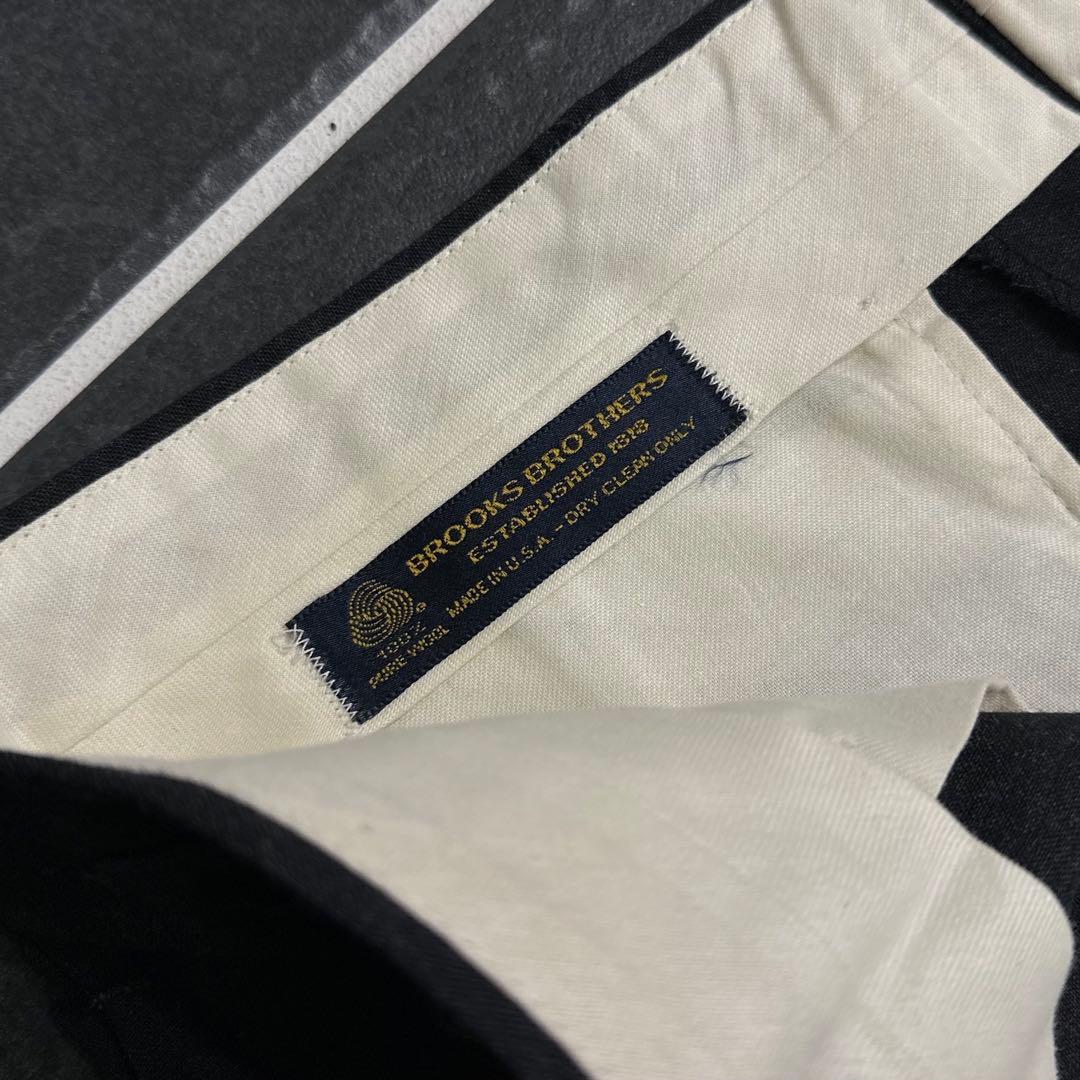 BROOKS BROTHERS
ESTABLISHED 1818
MADE IN U.S.A. - DRY CLEAN ONLY
100%
PURE WOOL